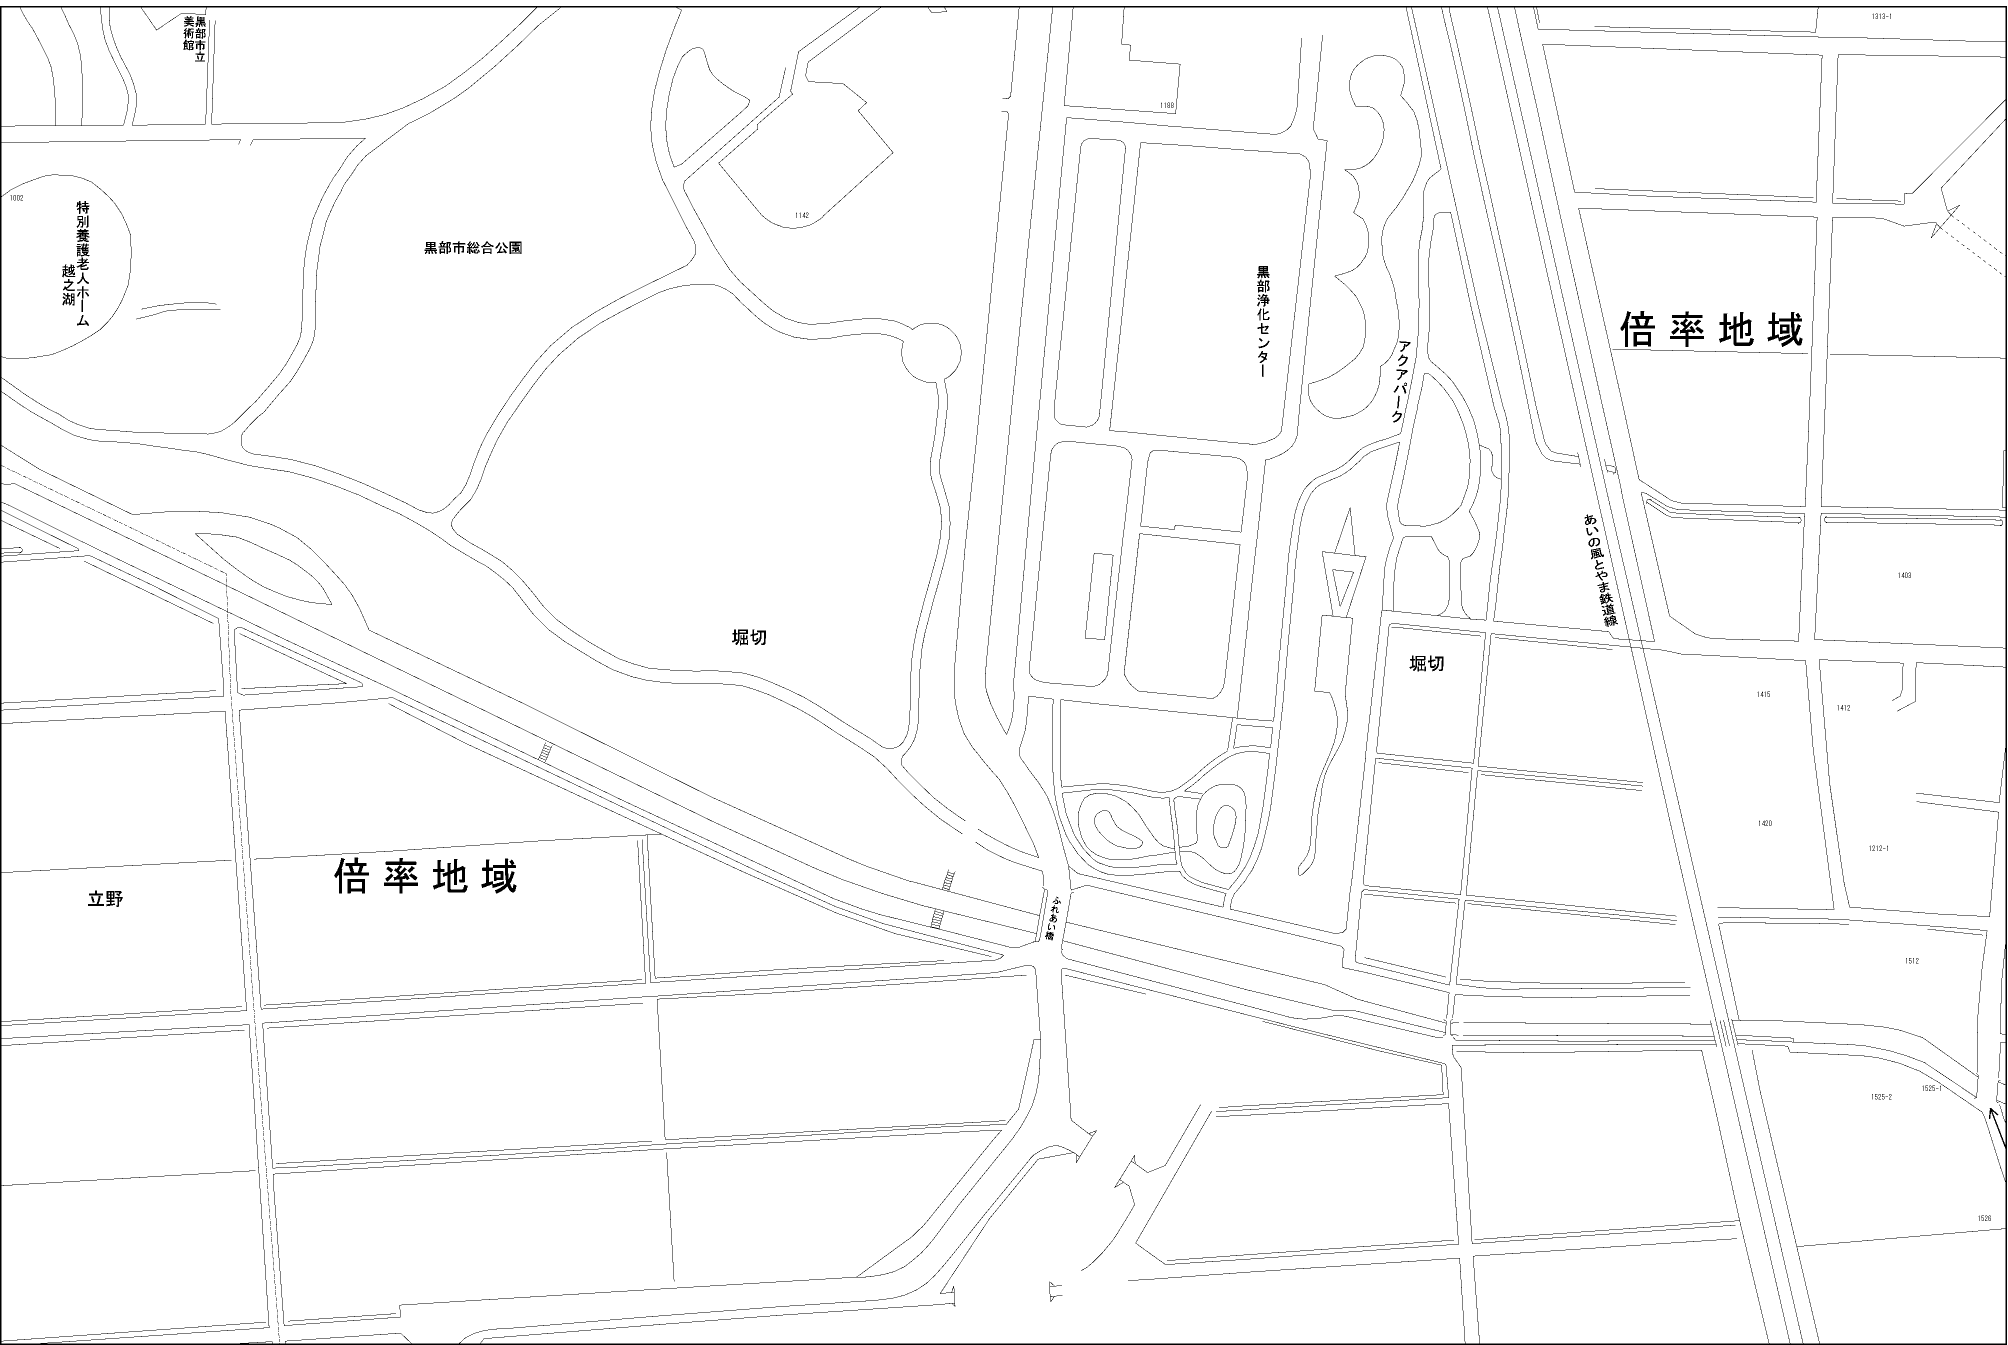 黒部市立
美術館
1313-1
1188
1002
特別養護老人ホーム
越之湖
1142
黒部市総合公園
黒部浄化センター
倍率地域
アクアパーク
あいの風とやま鉄道線
1403
堀切
堀切
1415
1412
1420
1212-1
倍率地域
立野
ふれあい橋
1512
1525-1
1525-2
1526